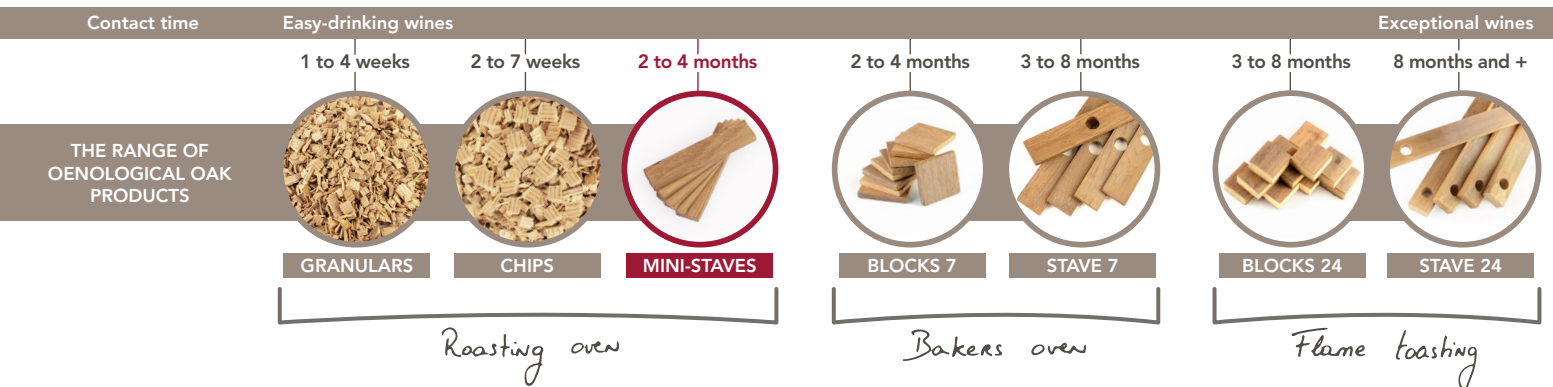 Contact time
Easy-drinking wines
Exceptional wines
1 to 4 weeks
2 to 7 weeks
2 to 4 months
2 to 4 months
3 to 8 months
3 to 8 months
8 months and +
THE RANGE OF
OENOLOGICAL OAK
PRODUCTS
GRANULARS
CHIPS
MINI-STAVES
BLOCKS 7
STAVE 7
BLOCKS 24
STAVE 24
Roasting oven
Bakers oven
Flame toasting